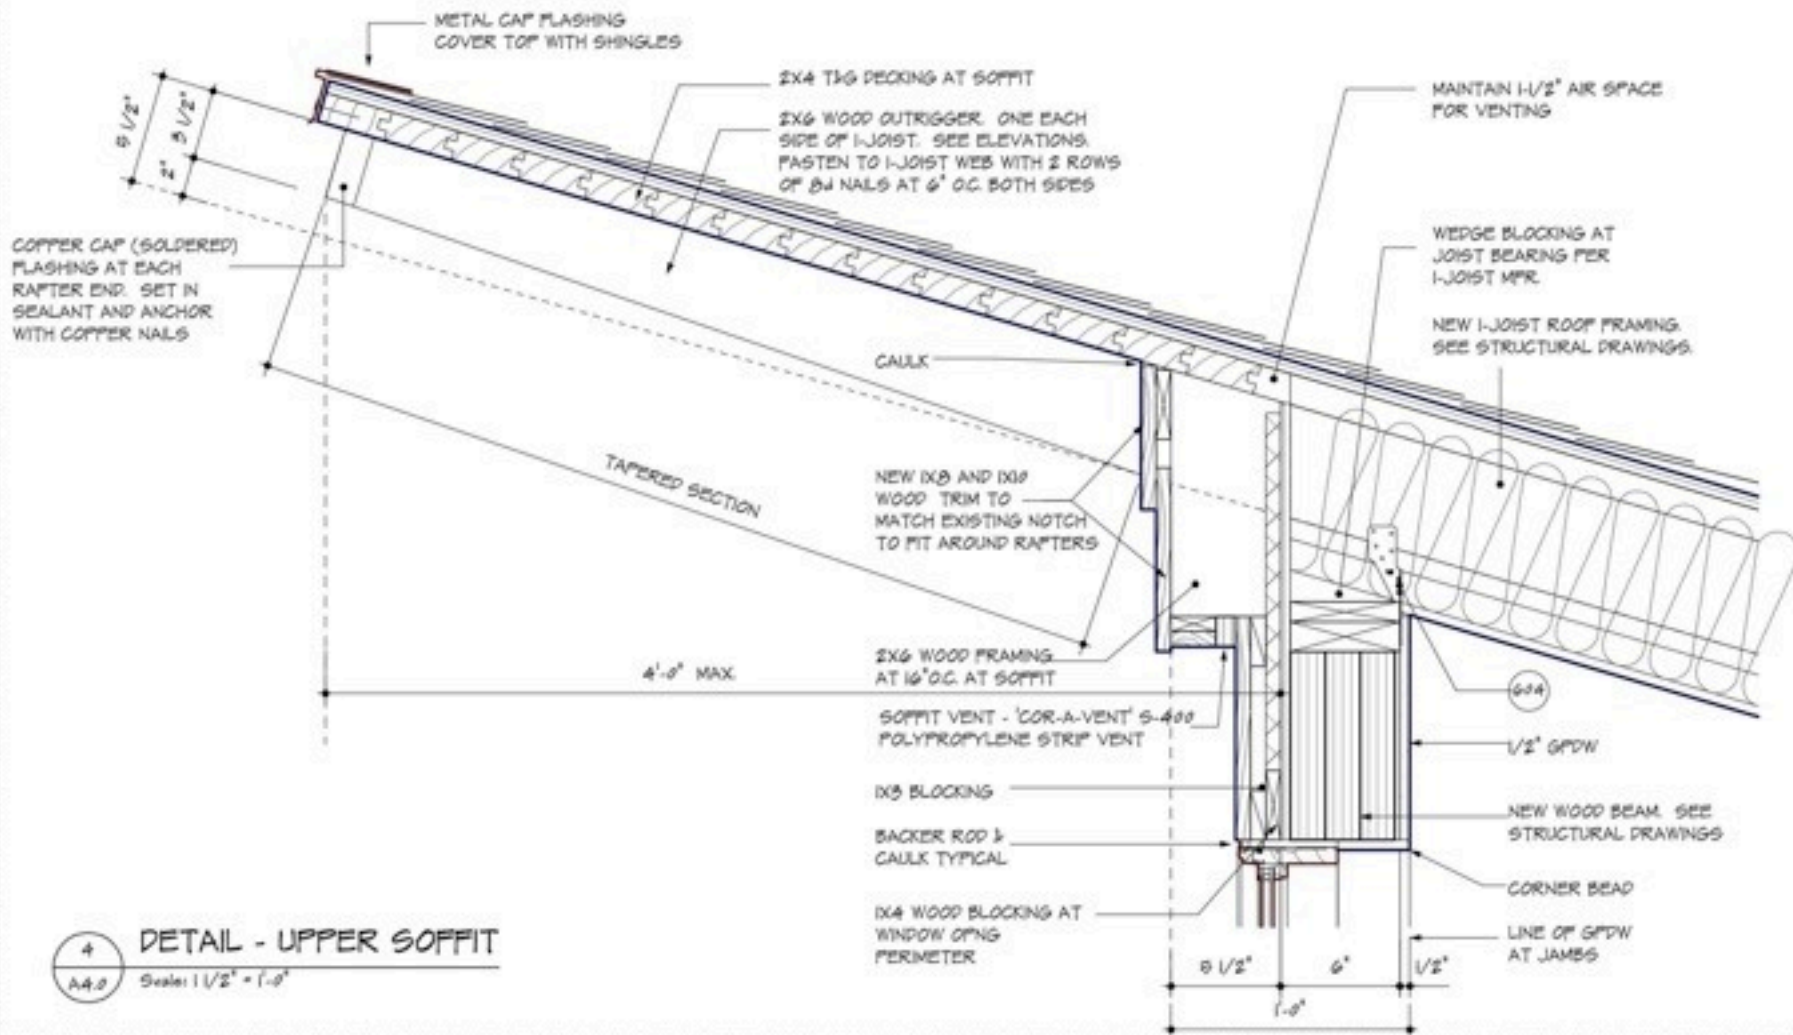 METAL CAP FLASHING
COVER TOP WITH SHINGLES
2X4 T&G DECKING AT SOFFIT
2X6 WOOD OUTRIGGER. ONE EACH
SIDE OF I-JOIST. SEE ELEVATIONS.
FASTEN TO I-JOIST WEB WITH 2 ROWS
OF 8d NAILS AT 6" O.C. BOTH SIDES
MAINTAIN 1-1/2" AIR SPACE
FOR VENTING
5 1/2"
3 1/2"
2"
COPPER CAP (SOLDERED)
FLASHING AT EACH
RAFTER END. SET IN
SEALANT AND ANCHOR
WITH COPPER NAILS
WEDGE BLOCKING AT
JOIST BEARING PER
I-JOIST MFR.
NEW I-JOIST ROOF FRAMING.
SEE STRUCTURAL DRAWINGS.
CAULK
TAPERED SECTION
NEW 1X8 AND 1X10
WOOD TRIM TO
MATCH EXISTING NOTCH
TO FIT AROUND RAFTERS
4'-0" MAX.
2X6 WOOD FRAMING
AT 16" O.C. AT SOFFIT
604
SOFFIT VENT - 'COR-A-VENT' S-400
POLYPROPYLENE STRIP VENT
1/2" GPDW
1X3 BLOCKING
NEW WOOD BEAM. SEE
STRUCTURAL DRAWINGS
BACKER ROD &
CAULK TYPICAL
CORNER BEAD
1X4 WOOD BLOCKING AT
WINDOW OPNG
PERIMETER
LINE OF GPDW
AT JAMBS
5 1/2"
6"
1/2"
1'-0"
4
A4.0
DETAIL - UPPER SOFFIT
Scale: 1 1/2" = 1'-0"